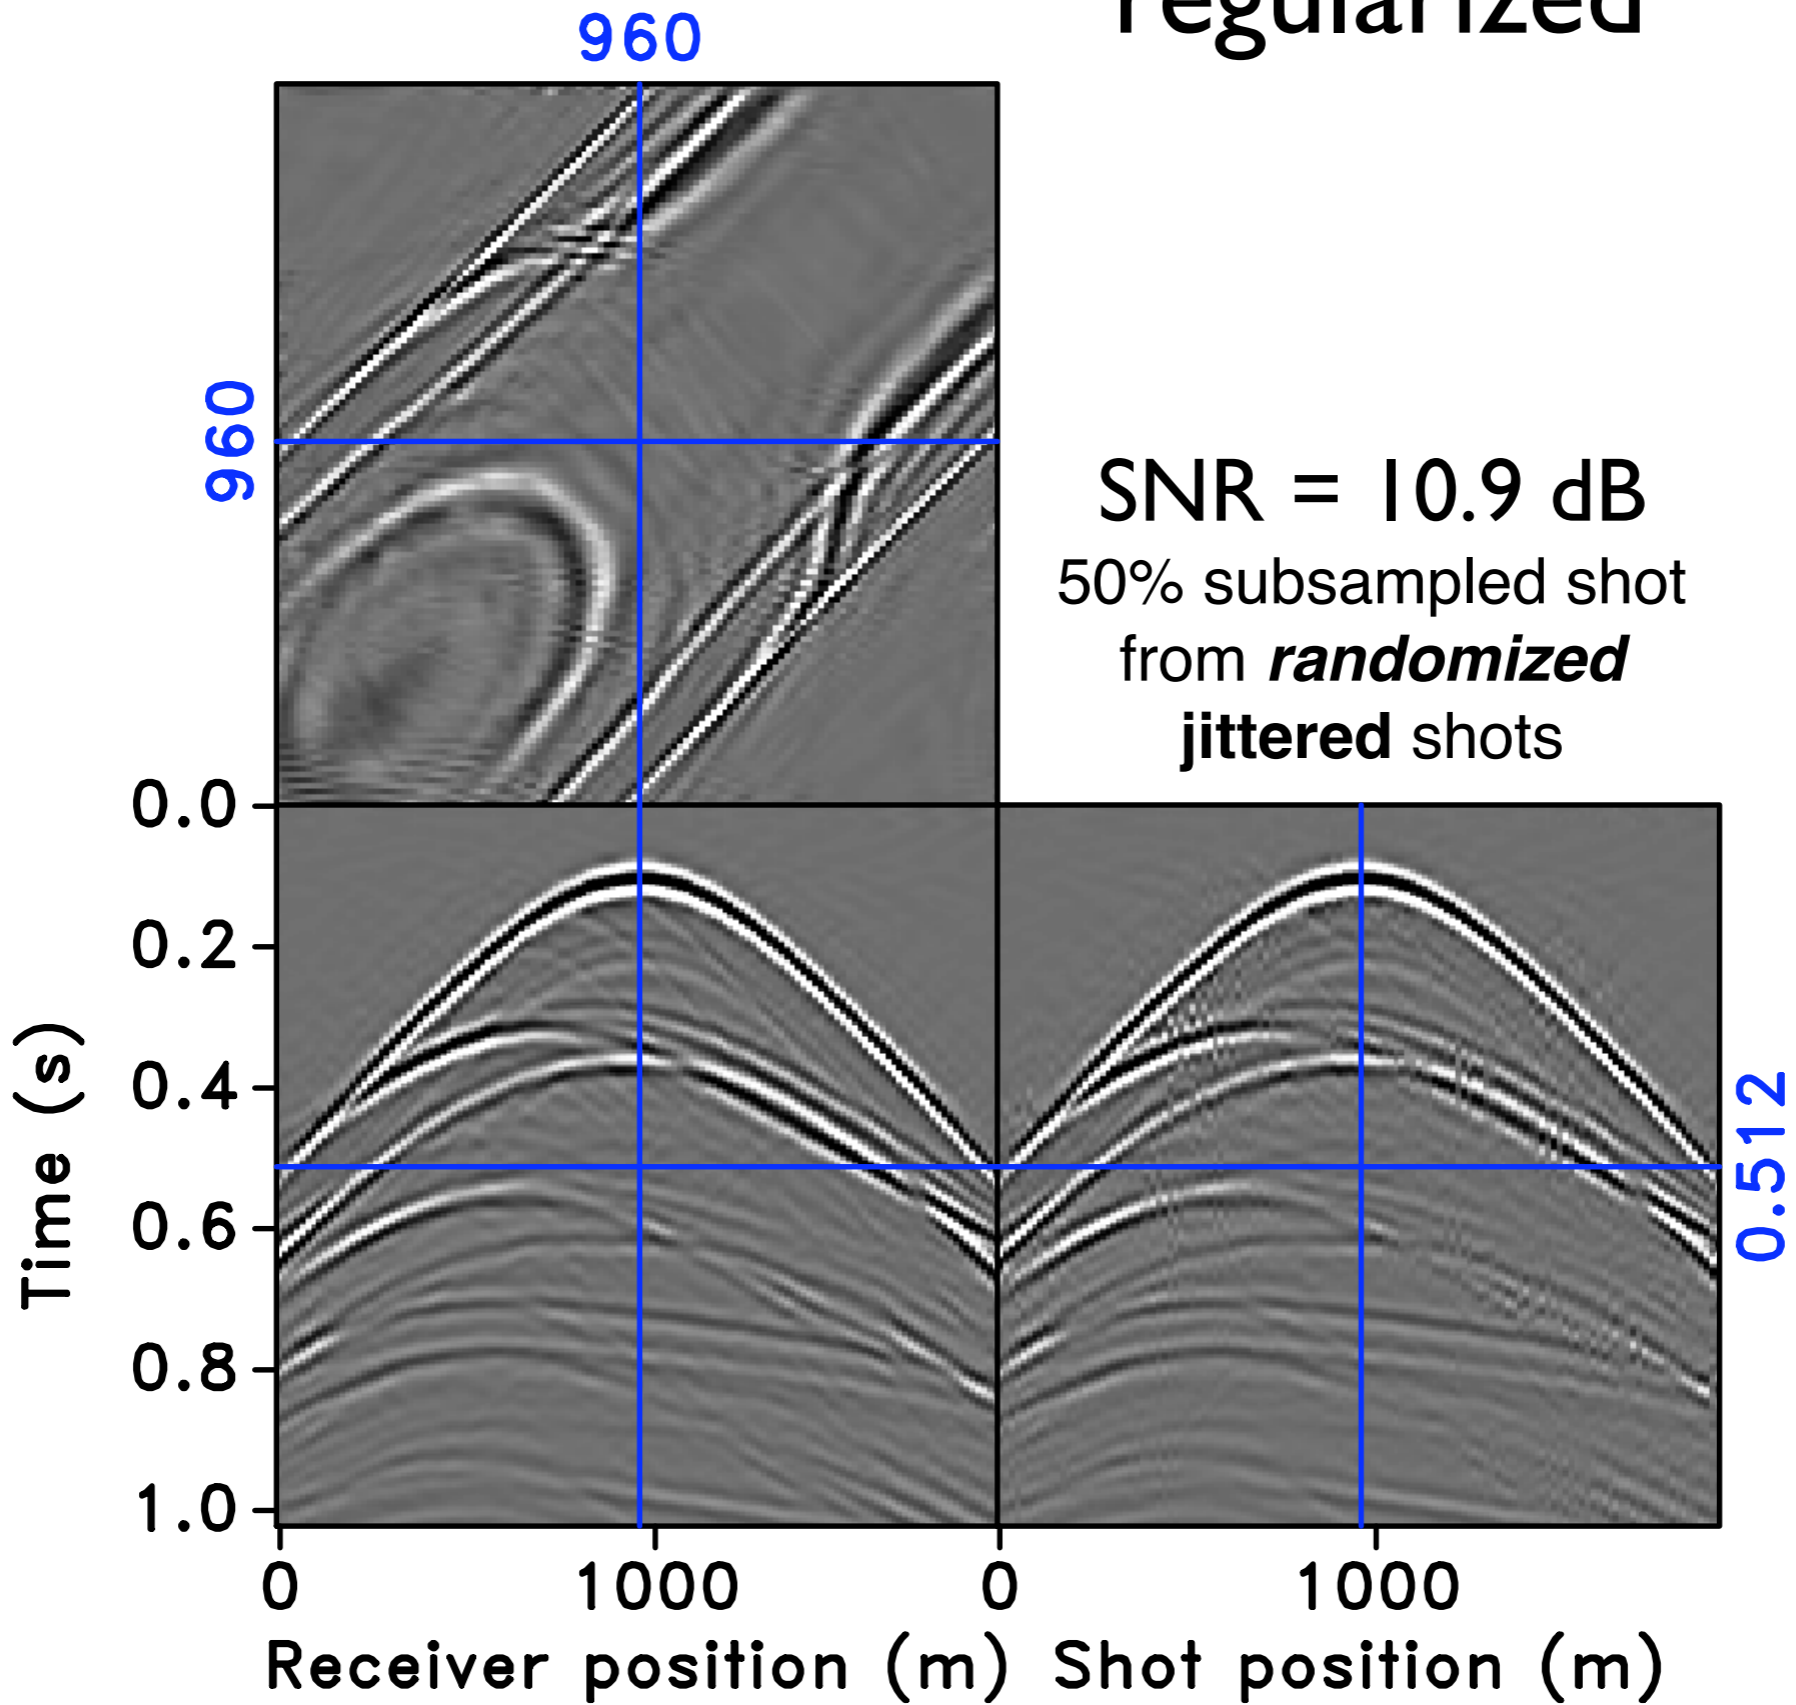 regularized
960
960
SNR = 10.9 dB
50% subsampled shot
from randomized
jittered shots
0.0
0.2
0.4
0.6
0.8
1.0
Time (s)
0.512
0 1000 0 1000
Receiver position (m) Shot position (m)